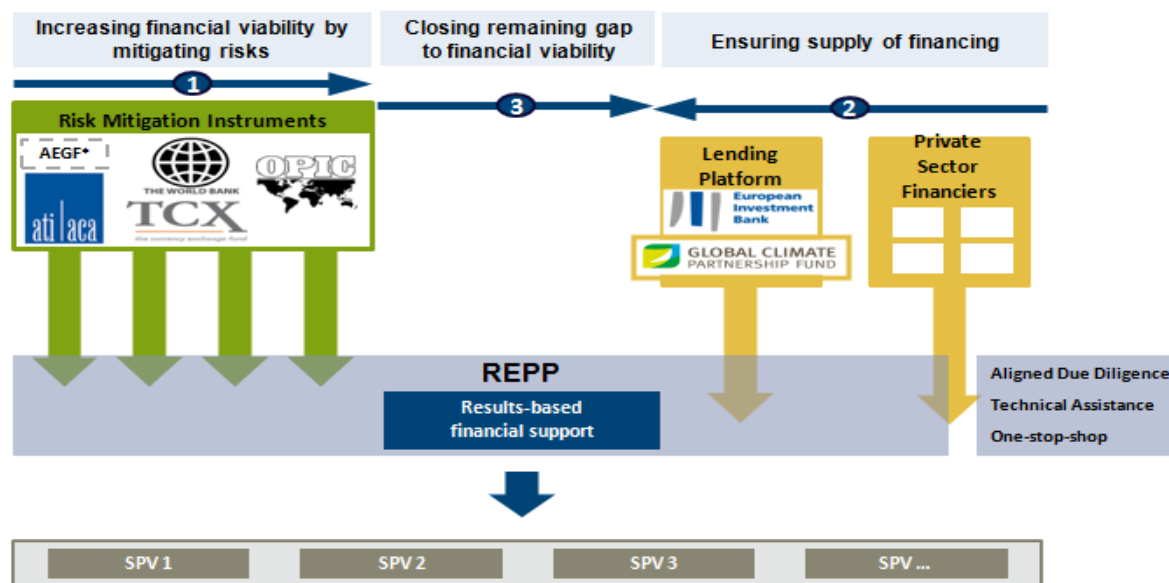 Increasing financial viability by
mitigating risks
Closing remaining gap
to financial viability
Ensuring supply of financing
1
3
2
Risk Mitigation Instruments
AEGF*
ati aca
THE WORLD BANK
TCX
the currency exchange fund
OPIC
Lending
Platform
European
Investment
Bank
GLOBAL CLIMATE
PARTNERSHIP FUND
Private
Sector
Financiers
REPP
Results-based
financial support
Aligned Due Diligence
Technical Assistance
One-stop-shop
SPV 1
SPV 2
SPV 3
SPV ...